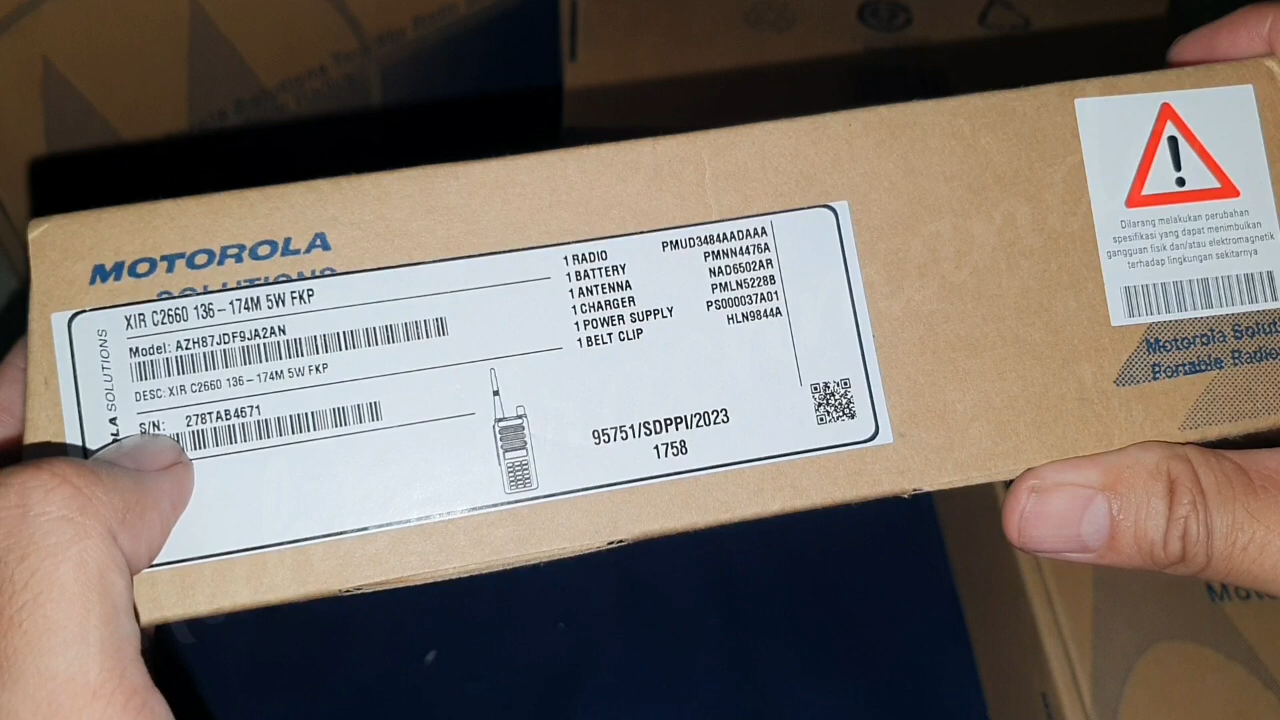 MOTOROLA
SOLUTIONS
SOLUTIONS
XIR C2660 136-174M 5W FKP
Model: AZH87JDF9JA2AN
DESC: XIR C2660 136-174M 5W FKP
S/N: 278TAB4671
1 RADIO PMUD3484AADAAA
1 BATTERY PMNN4476A
1 ANTENNA NAD6502AR
1 CHARGER PMLN5228B
1 POWER SUPPLY PS000037A01
1 BELT CLIP HLN9844A
95751/SDPPI/2023
1758
Dilarang melakukan perubahan
spesifikasi yang dapat menimbulkan
gangguan fisik dan/atau elektromagnetik
terhadap lingkungan sekitarnya
Motorola
Portable